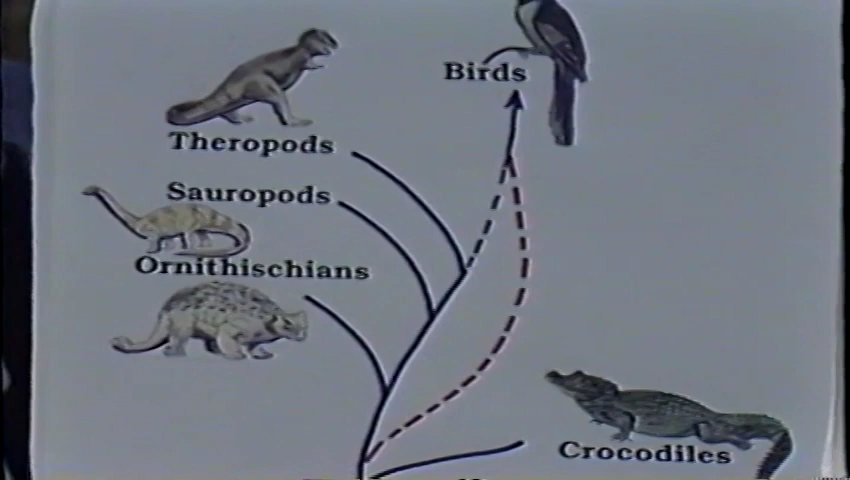 Birds
Theropods
Sauropods
Ornithischians
Crocodiles